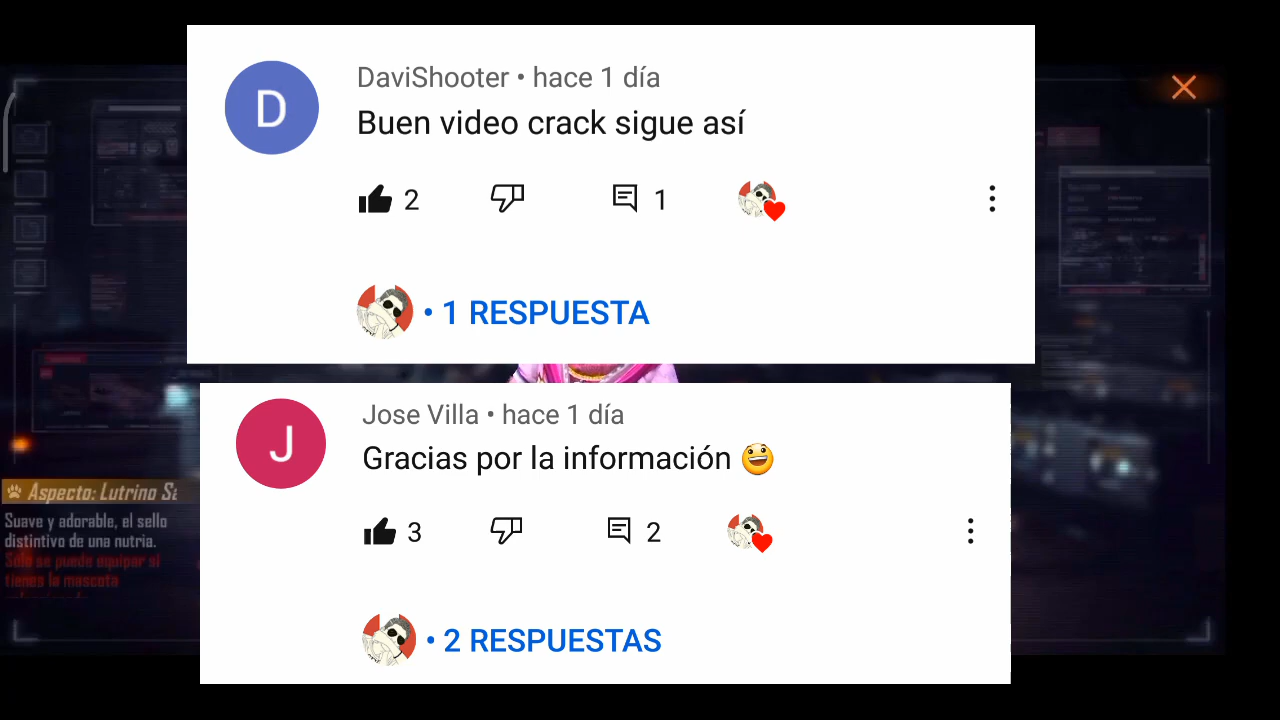 D
DaviShooter • hace 1 día
Buen video crack sigue así
2
1
• 1 RESPUESTA
J
Jose Villa • hace 1 día
Gracias por la información 😃
3
2
• 2 RESPUESTAS
Aspecto: Lutrino
Suave y adorable, el sello
distintivo de una nutria.
Solo se puede equipar si
tienes la mascota